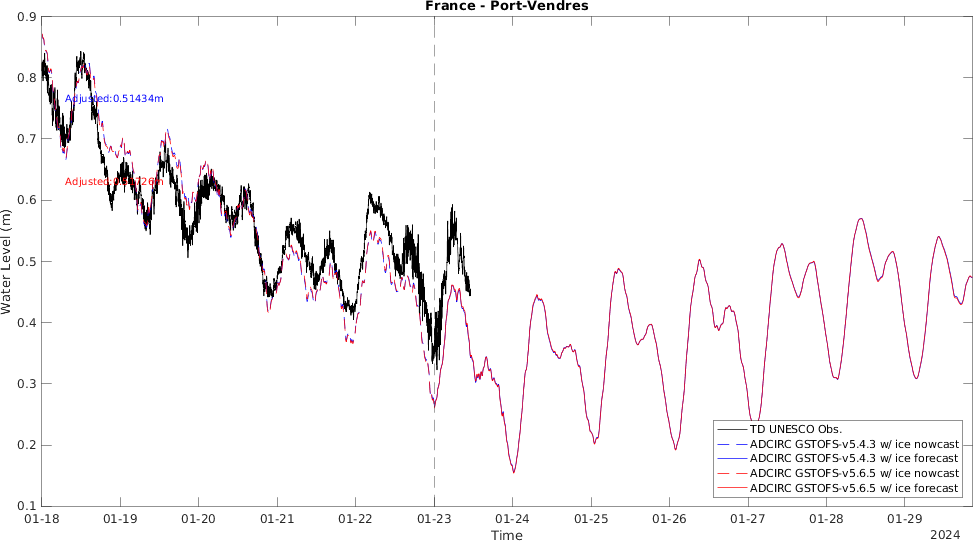 France - Port-Vendres
Water Level (m)
0.9
0.8
0.7
0.6
0.5
0.4
0.3
0.2
0.1
Adjusted:0.51434m
TD UNESCO Obs.
ADCIRC GSTOFS-v5.4.3 w/ ice nowcast
ADCIRC GSTOFS-v5.4.3 w/ ice forecast
ADCIRC GSTOFS-v5.6.5 w/ ice nowcast
ADCIRC GSTOFS-v5.6.5 w/ ice forecast
01-18 01-19 01-20 01-21 01-22 01-23 01-24 01-25 01-26 01-27 01-28 01-29
Time
2024